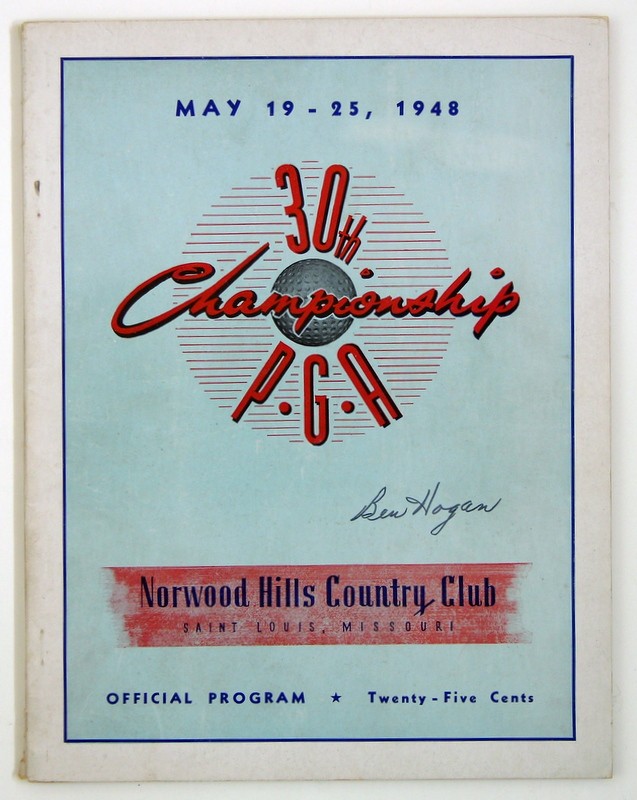 MAY 19 - 25, 1948
30th
Championship
P.G.A
Ben Hogan
Norwood Hills Country Club
SAINT LOUIS, MISSOURI
OFFICIAL PROGRAM ★ Twenty-Five Cents